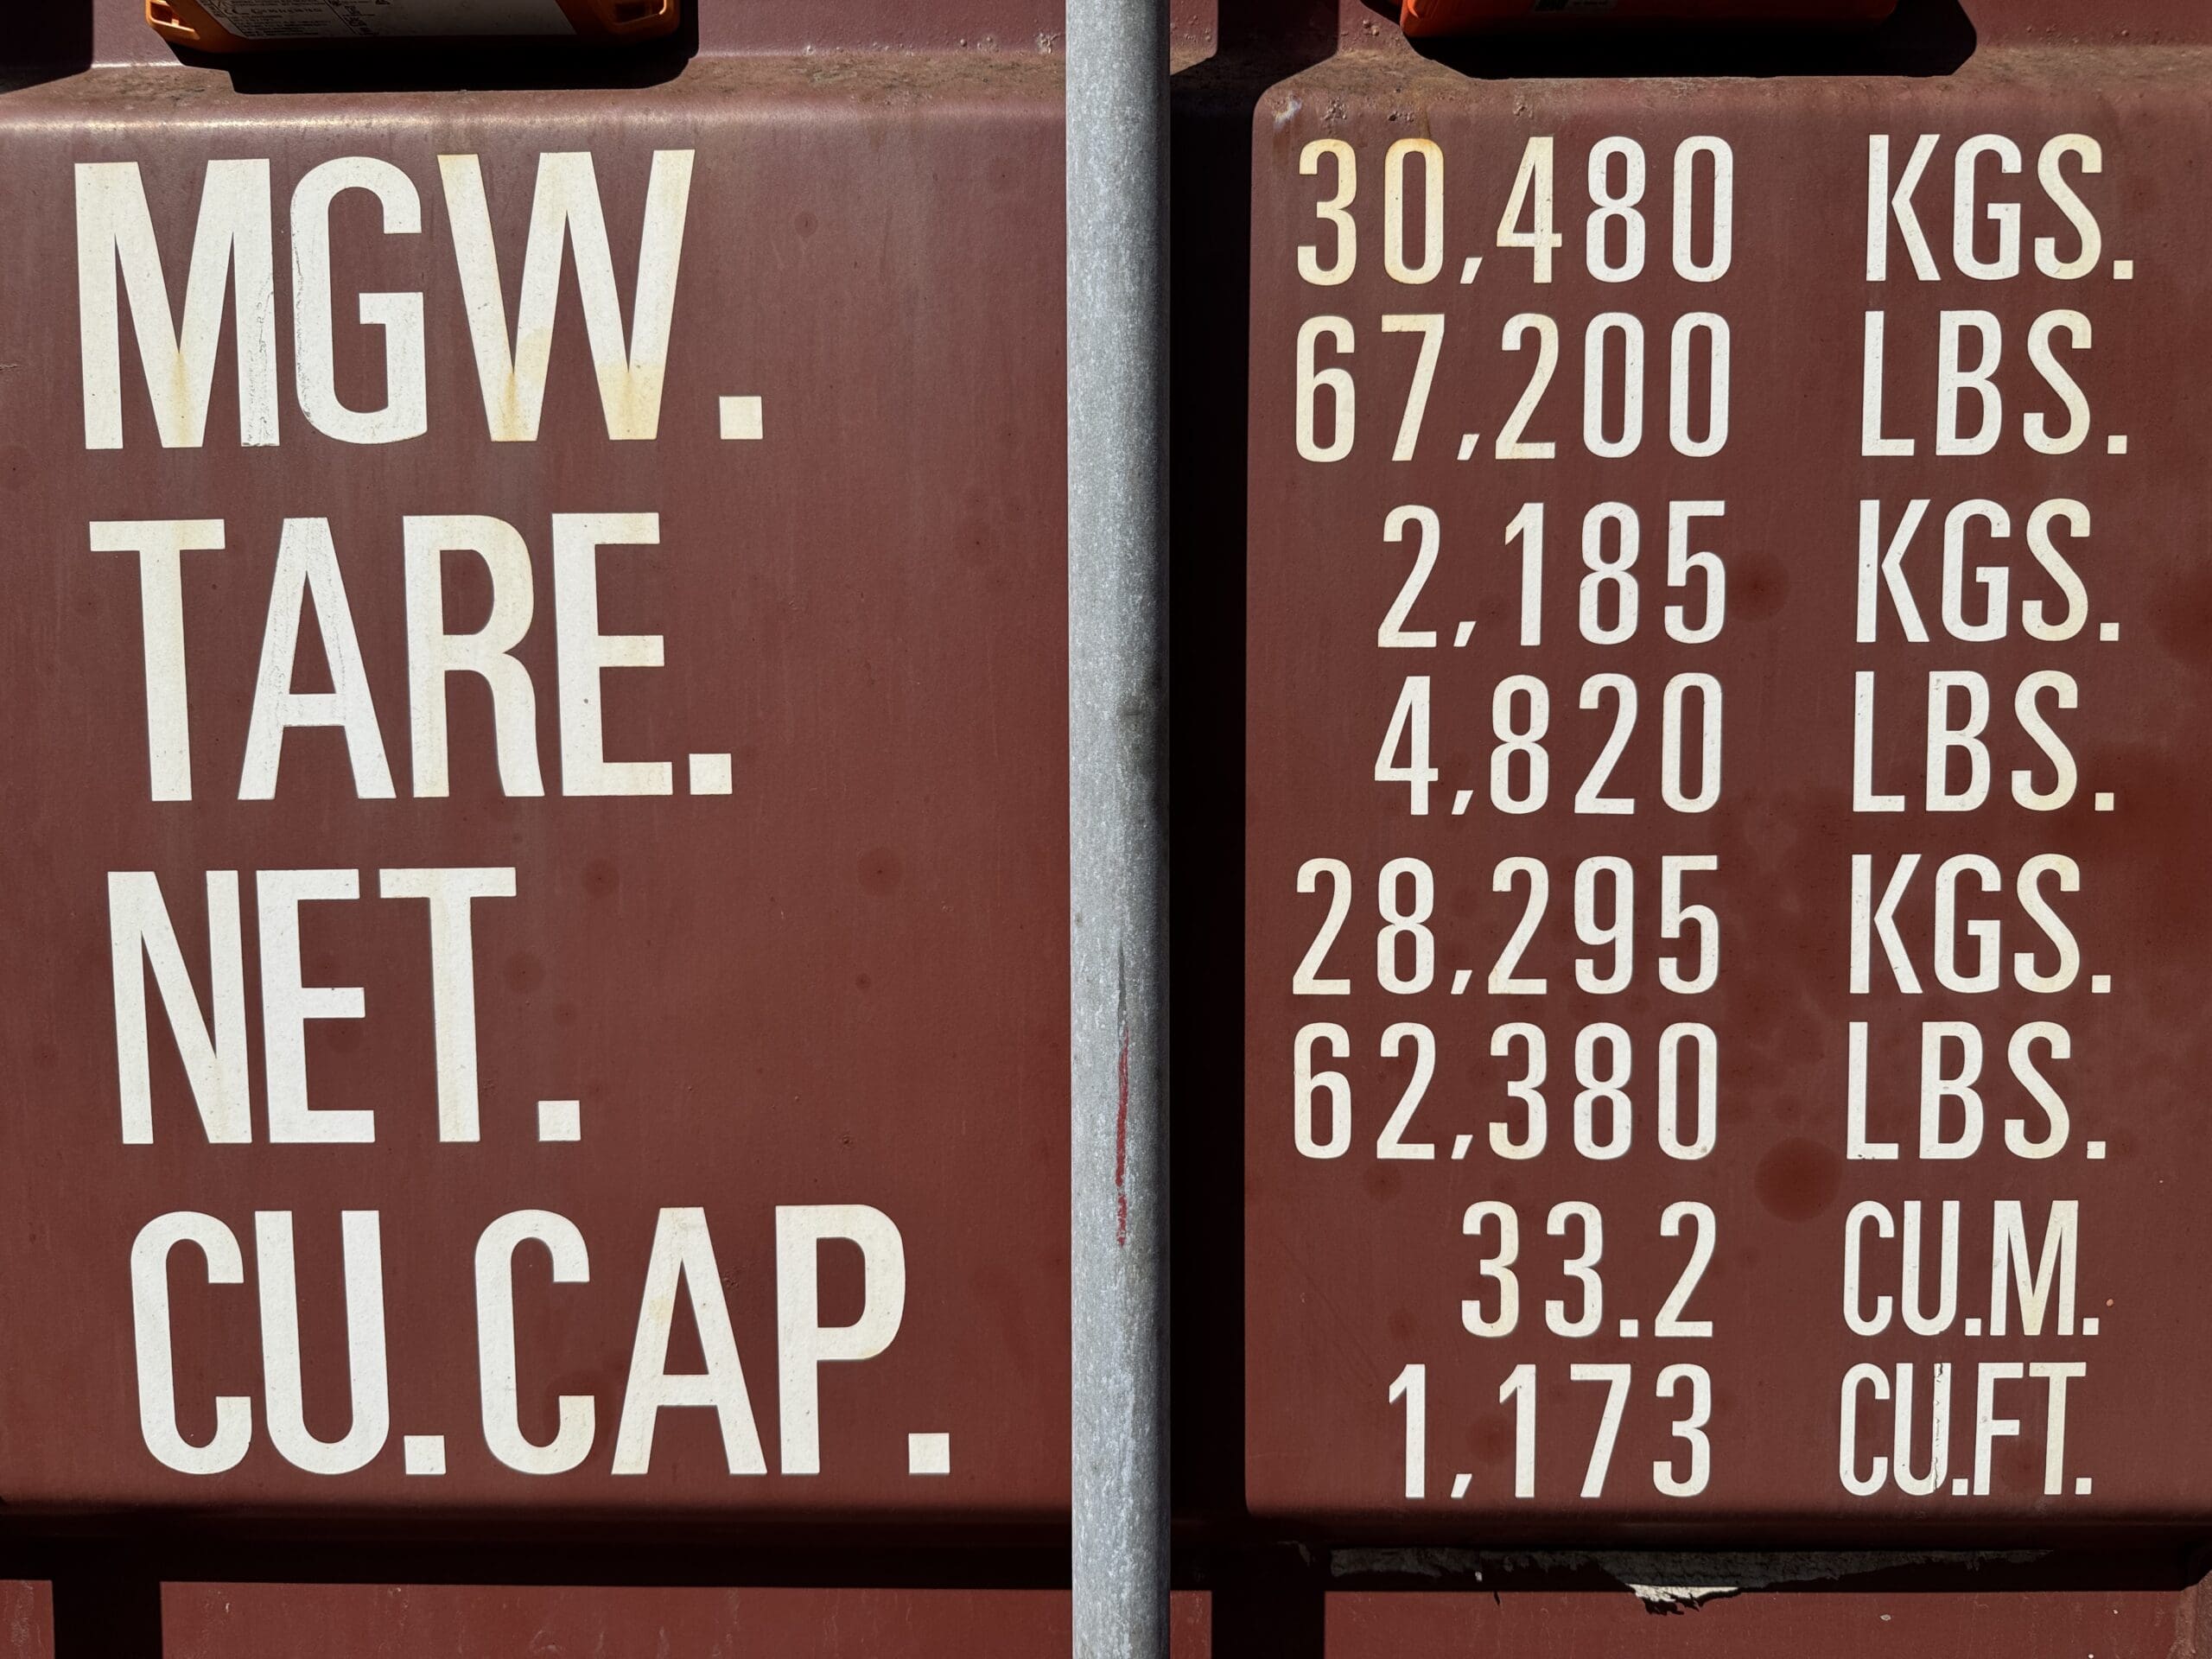 MGW. 30,480 KGS.
67,200 LBS.
TARE. 2,185 KGS.
4,820 LBS.
NET. 28,295 KGS.
62,380 LBS.
CU.CAP. 33.2 CU.M.
1,173 CU.FT.